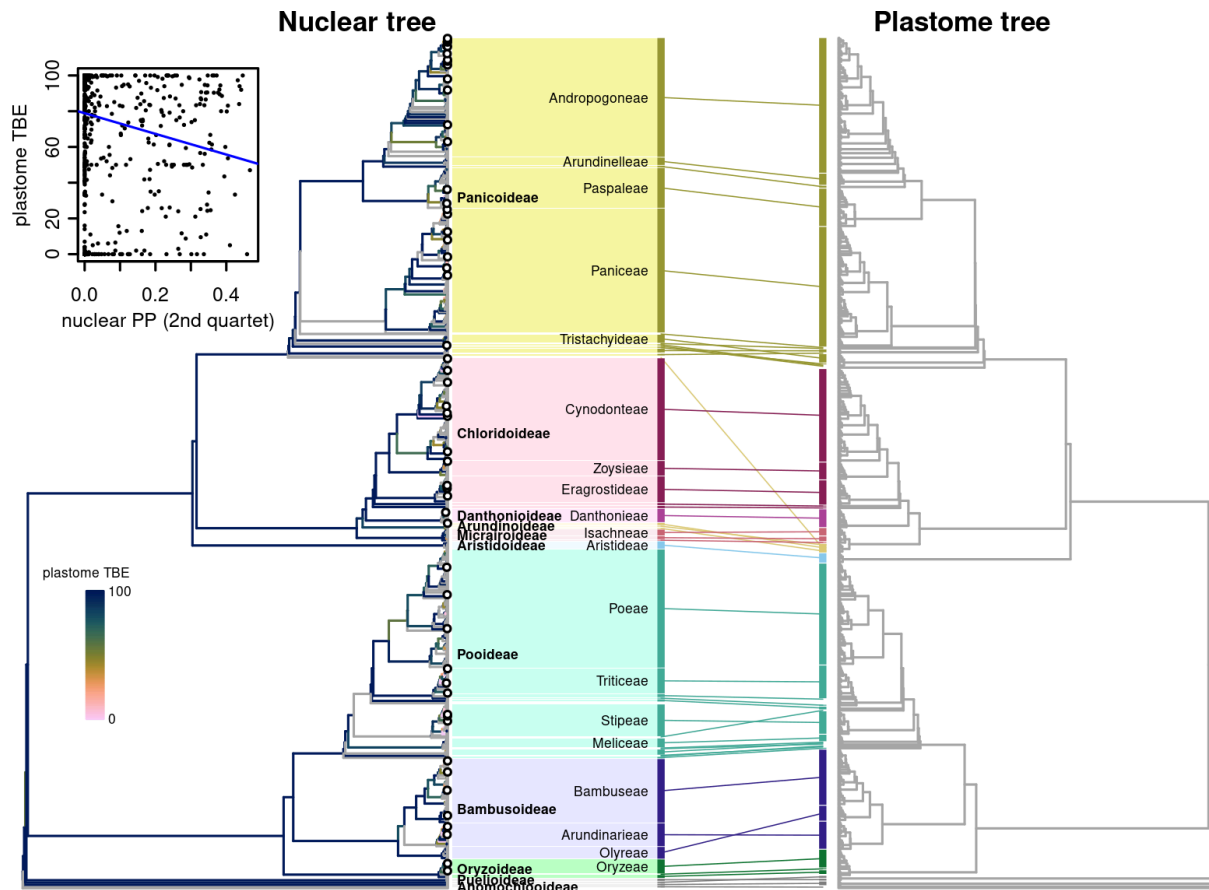 Nuclear tree
Plastome tree
100
60
20
0
plastome TBE
0.0 0.2 0.4
nuclear PP (2nd quartet)
Andropogoneae
Arundinelleae
Paspaleae
Panicoideae
Paniceae
Tristachyideae
Cynodonteae
Chloridoideae
Zoysieae
Eragrostideae
Danthonioideae Danthonieae
Arundinoideae
Micrairoideae Isachneae
Aristidoideae Aristideae
plastome TBE
100
0
Poeae
Pooideae
Triticeae
Stipeae
Meliceae
Bambuseae
Bambusoideae
Arundinarieae
Olyreae
Oryzoideae Oryzeae
Puelioideae
Anomochlooideae